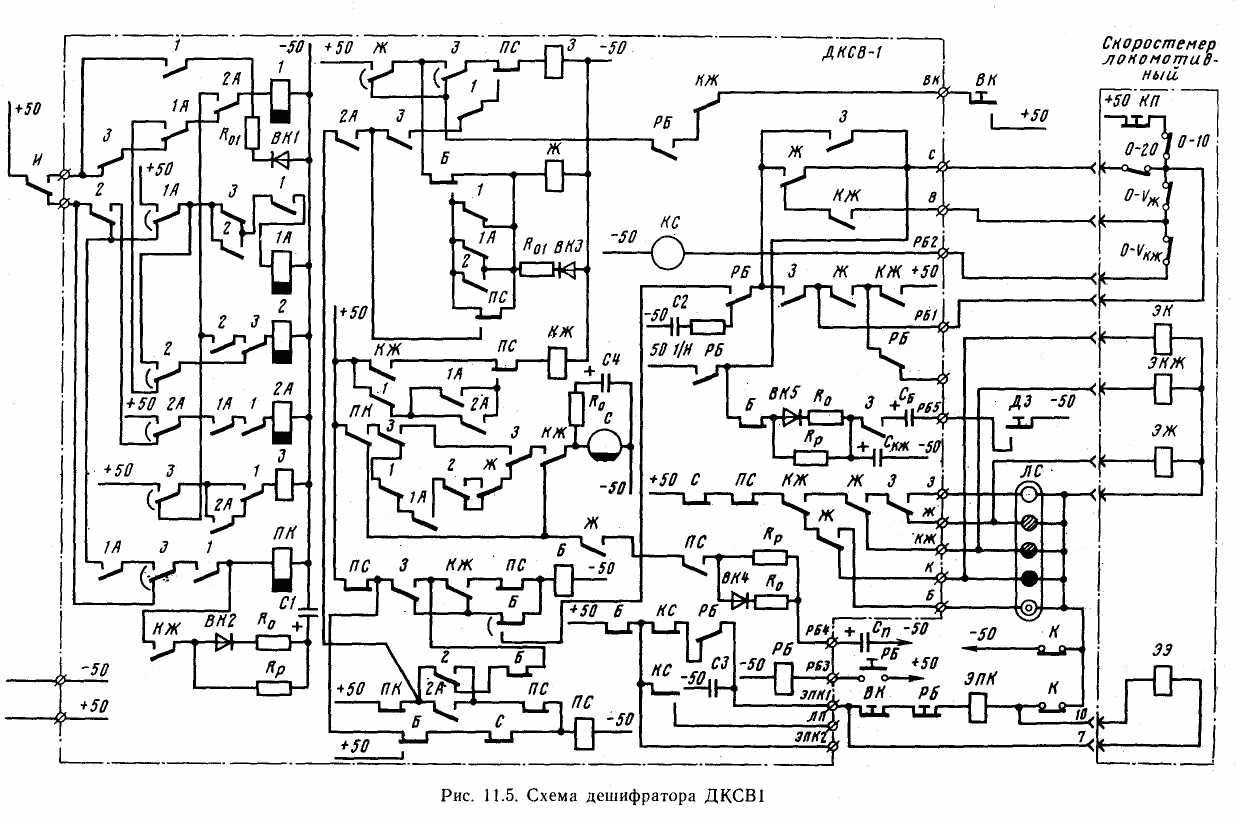 ДКСВ-1
Скоростемер
локомотив-
ный
+50
И
1
3
1А
2А
-50
1
R01
ВК1
+50
2
1А
3
2
1
1А
2
3
2
2
+50
2А
1А
1
2А
+50
3
2А
1
3
1А
3
1
ПК
КЖ
ВК2
R0
Rр
С1
+
-50
+50
+50
Ж
3
ПС
3
-50
2А
3
1
Б
Ж
1
1А
2
ПС
R01
ВК3
+50
КЖ
ПС
КЖ
1
1А
2А
+
С4
R0
С
-50
ПК
3
1
1А
2
Ж
3
КЖ
Ж
ПС
3
КЖ
ПС
Б
Б
-50
2
2А
Б
+50
ПК
ПС
ПС
-50
Б
С
+50
КЖ
РБ
ВК
ВК
+50
3
Ж
КЖ
С
В
-50
КС
РБ2
РБ
3
Ж
КЖ
+50
-50
С2
РБ1
РБ
50 1/Н
РБ
Б
ВК5
R0
Rр
3
+
СБ
+
СКЖ
-50
РБ5
ДЗ
-50
+50
С
ПС
КЖ
Ж
3
Ж
З
Ж
КЖ
К
Б
ЛС
ПС
Rр
ВК4
R0
РБ4
+
Сп
-50
+50
Б
КС
РБ
КС
-50
С3
-50
РБ
РБ3
РБ
+50
ЭПК1
ЛП
ЭПК2
ВК
РБ
ЭПК
К
-50
К
+50
КП
0-20
0-10
0-VЖ
0-VКЖ
ЭК
ЭКЖ
ЭЖ
ЭЭ
10
7
Рис. 11.5. Схема дешифратора ДКСВ1